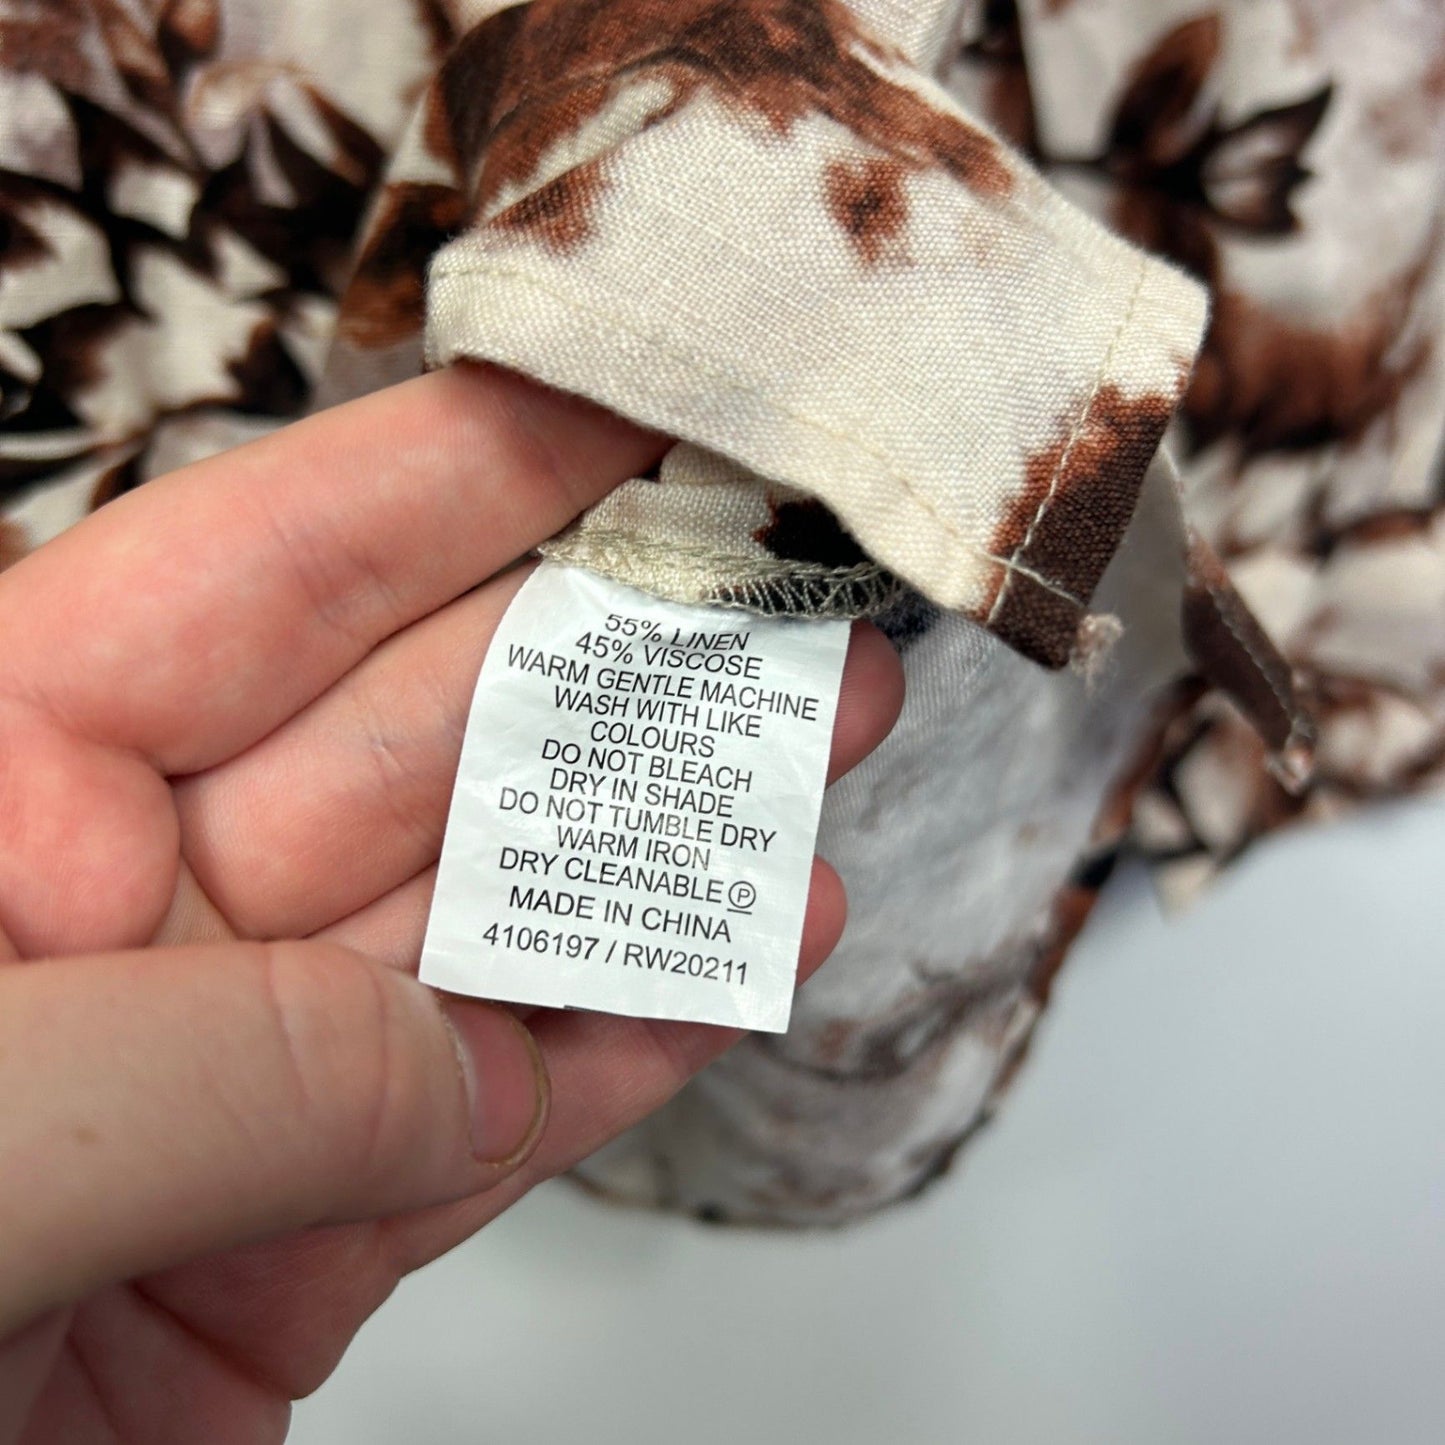 55% LINEN
45% VISCOSE
WARM GENTLE MACHINE
WASH WITH LIKE
COLOURS
DO NOT BLEACH
DRY IN SHADE
DO NOT TUMBLE DRY
WARM IRON
DRY CLEANABLE Ⓟ
MADE IN CHINA
4106197 / RW20211